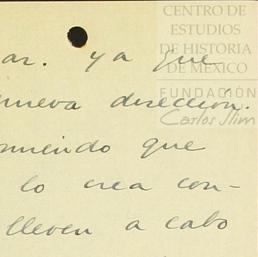 CENTRO DE
ESTUDIOS
DE HISTORIA
DE MÉXICO
FUNDACIÓN
Carlos Slim
ar. ya que
nueva dirección.
omiendo que
lo crea con-
lleven a cabo